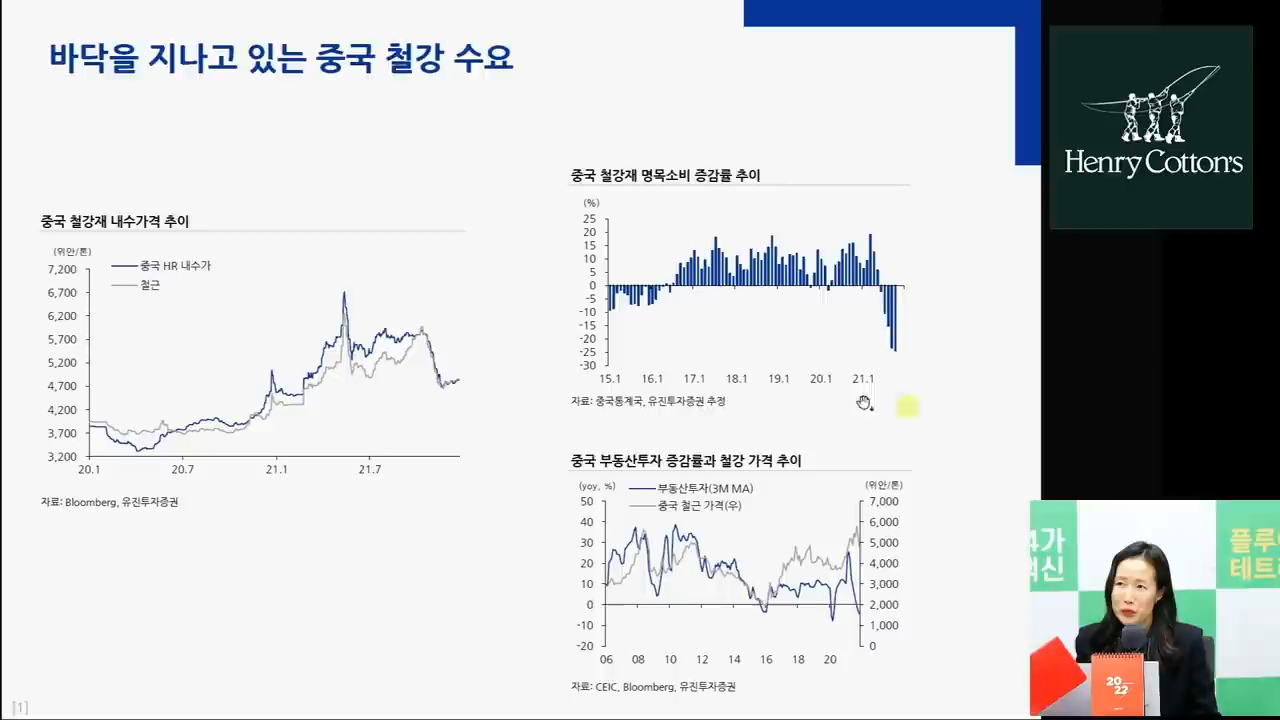 바닥을 지나고 있는 중국 철강 수요
중국 철강재 내수가격 추이
(위안/톤)
중국 HR 내수가
철근
7,200
6,700
6,200
5,700
5,200
4,700
4,200
3,700
3,200
20.1 20.7 21.1 21.7
자료: Bloomberg, 유진투자증권
중국 철강재 명목소비 증감률 추이
(%)
25
20
15
10
5
0
-5
-10
-15
-20
-25
-30
15.1 16.1 17.1 18.1 19.1 20.1 21.1
자료: 중국통계국, 유진투자증권 추정
중국 부동산투자 증감률과 철강 가격 추이
(yoy, %) (위안/톤)
부동산투자(3M MA)
중국 철근 가격(우)
50 7,000
40 6,000
30 5,000
20 4,000
10 3,000
0 2,000
-10 1,000
-20 0
06 08 10 12 14 16 18 20
자료: CEIC, Bloomberg, 유진투자증권
[1]
Henry Cotton's
4가
혁신
플루
테트
20
22